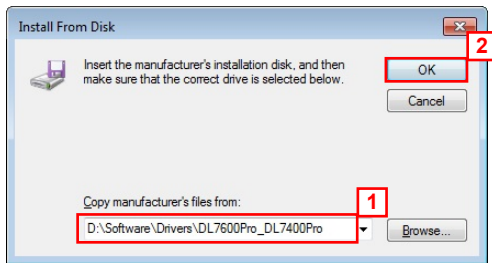 Install From Disk
2
Insert the manufacturer's installation disk, and then
make sure that the correct drive is selected below.
OK
Cancel
Copy manufacturer's files from:
1
D:\Software\Drivers\DL7600Pro_DL7400Pro
Browse...